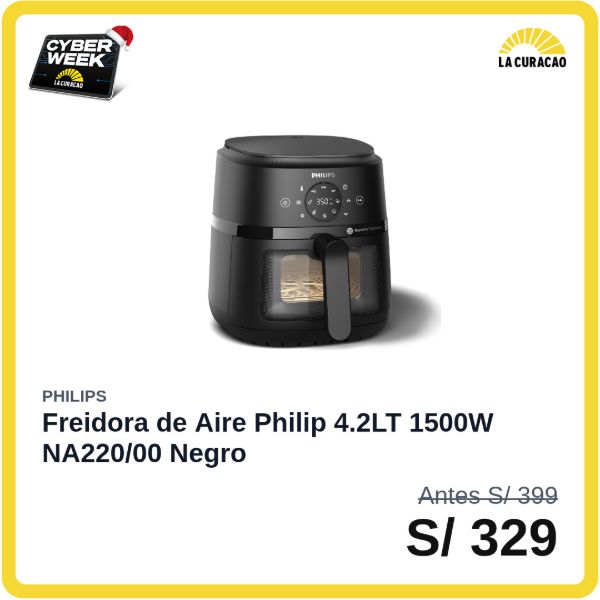 CYBER
WEEK
LA CURACAO
LA CURACAO
PHILIPS
350
PHILIPS
Freidora de Aire Philip 4.2LT 1500W
NA220/00 Negro
Antes S/ 399
S/ 329